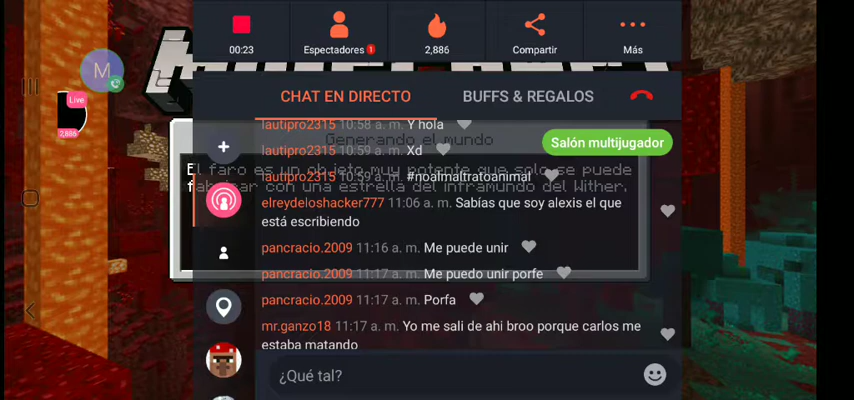 00:23
Espectadores 1
2,886
Compartir
Más
M
Live
2,886
CHAT EN DIRECTO
BUFFS & REGALOS
lautipro2315 10:58 a. m. Y hola
Generando el mundo
Salón multijugador
lautipro2315 10:59 a. m. Xd
El faro es un objeto muy potente que solo se puede
lautipro2315 10:59 a. m. #noalmaltratoanimal
fabricar con una estrella del inframundo del Wither.
elreydeloshacker777 11:06 a. m. Sabías que soy alexis el que
está escribiendo
pancracio.2009 11:16 a. m. Me puede unir
pancracio.2009 11:17 a. m. Me puedo unir porfe
pancracio.2009 11:17 a. m. Porfa
mr.ganzo18 11:17 a. m. Yo me sali de ahi broo porque carlos me
estaba matando
¿Qué tal?